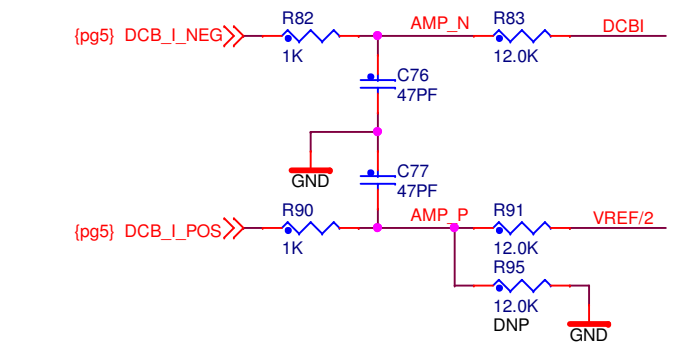 R82 AMP_N R83 DCBI
{pg5} DCB_I_NEG
1K 12.0K
C76
47PF
C77
GND 47PF
R90 AMP_P R91 VREF/2
{pg5} DCB_I_POS
1K 12.0K
R95
12.0K
DNP GND